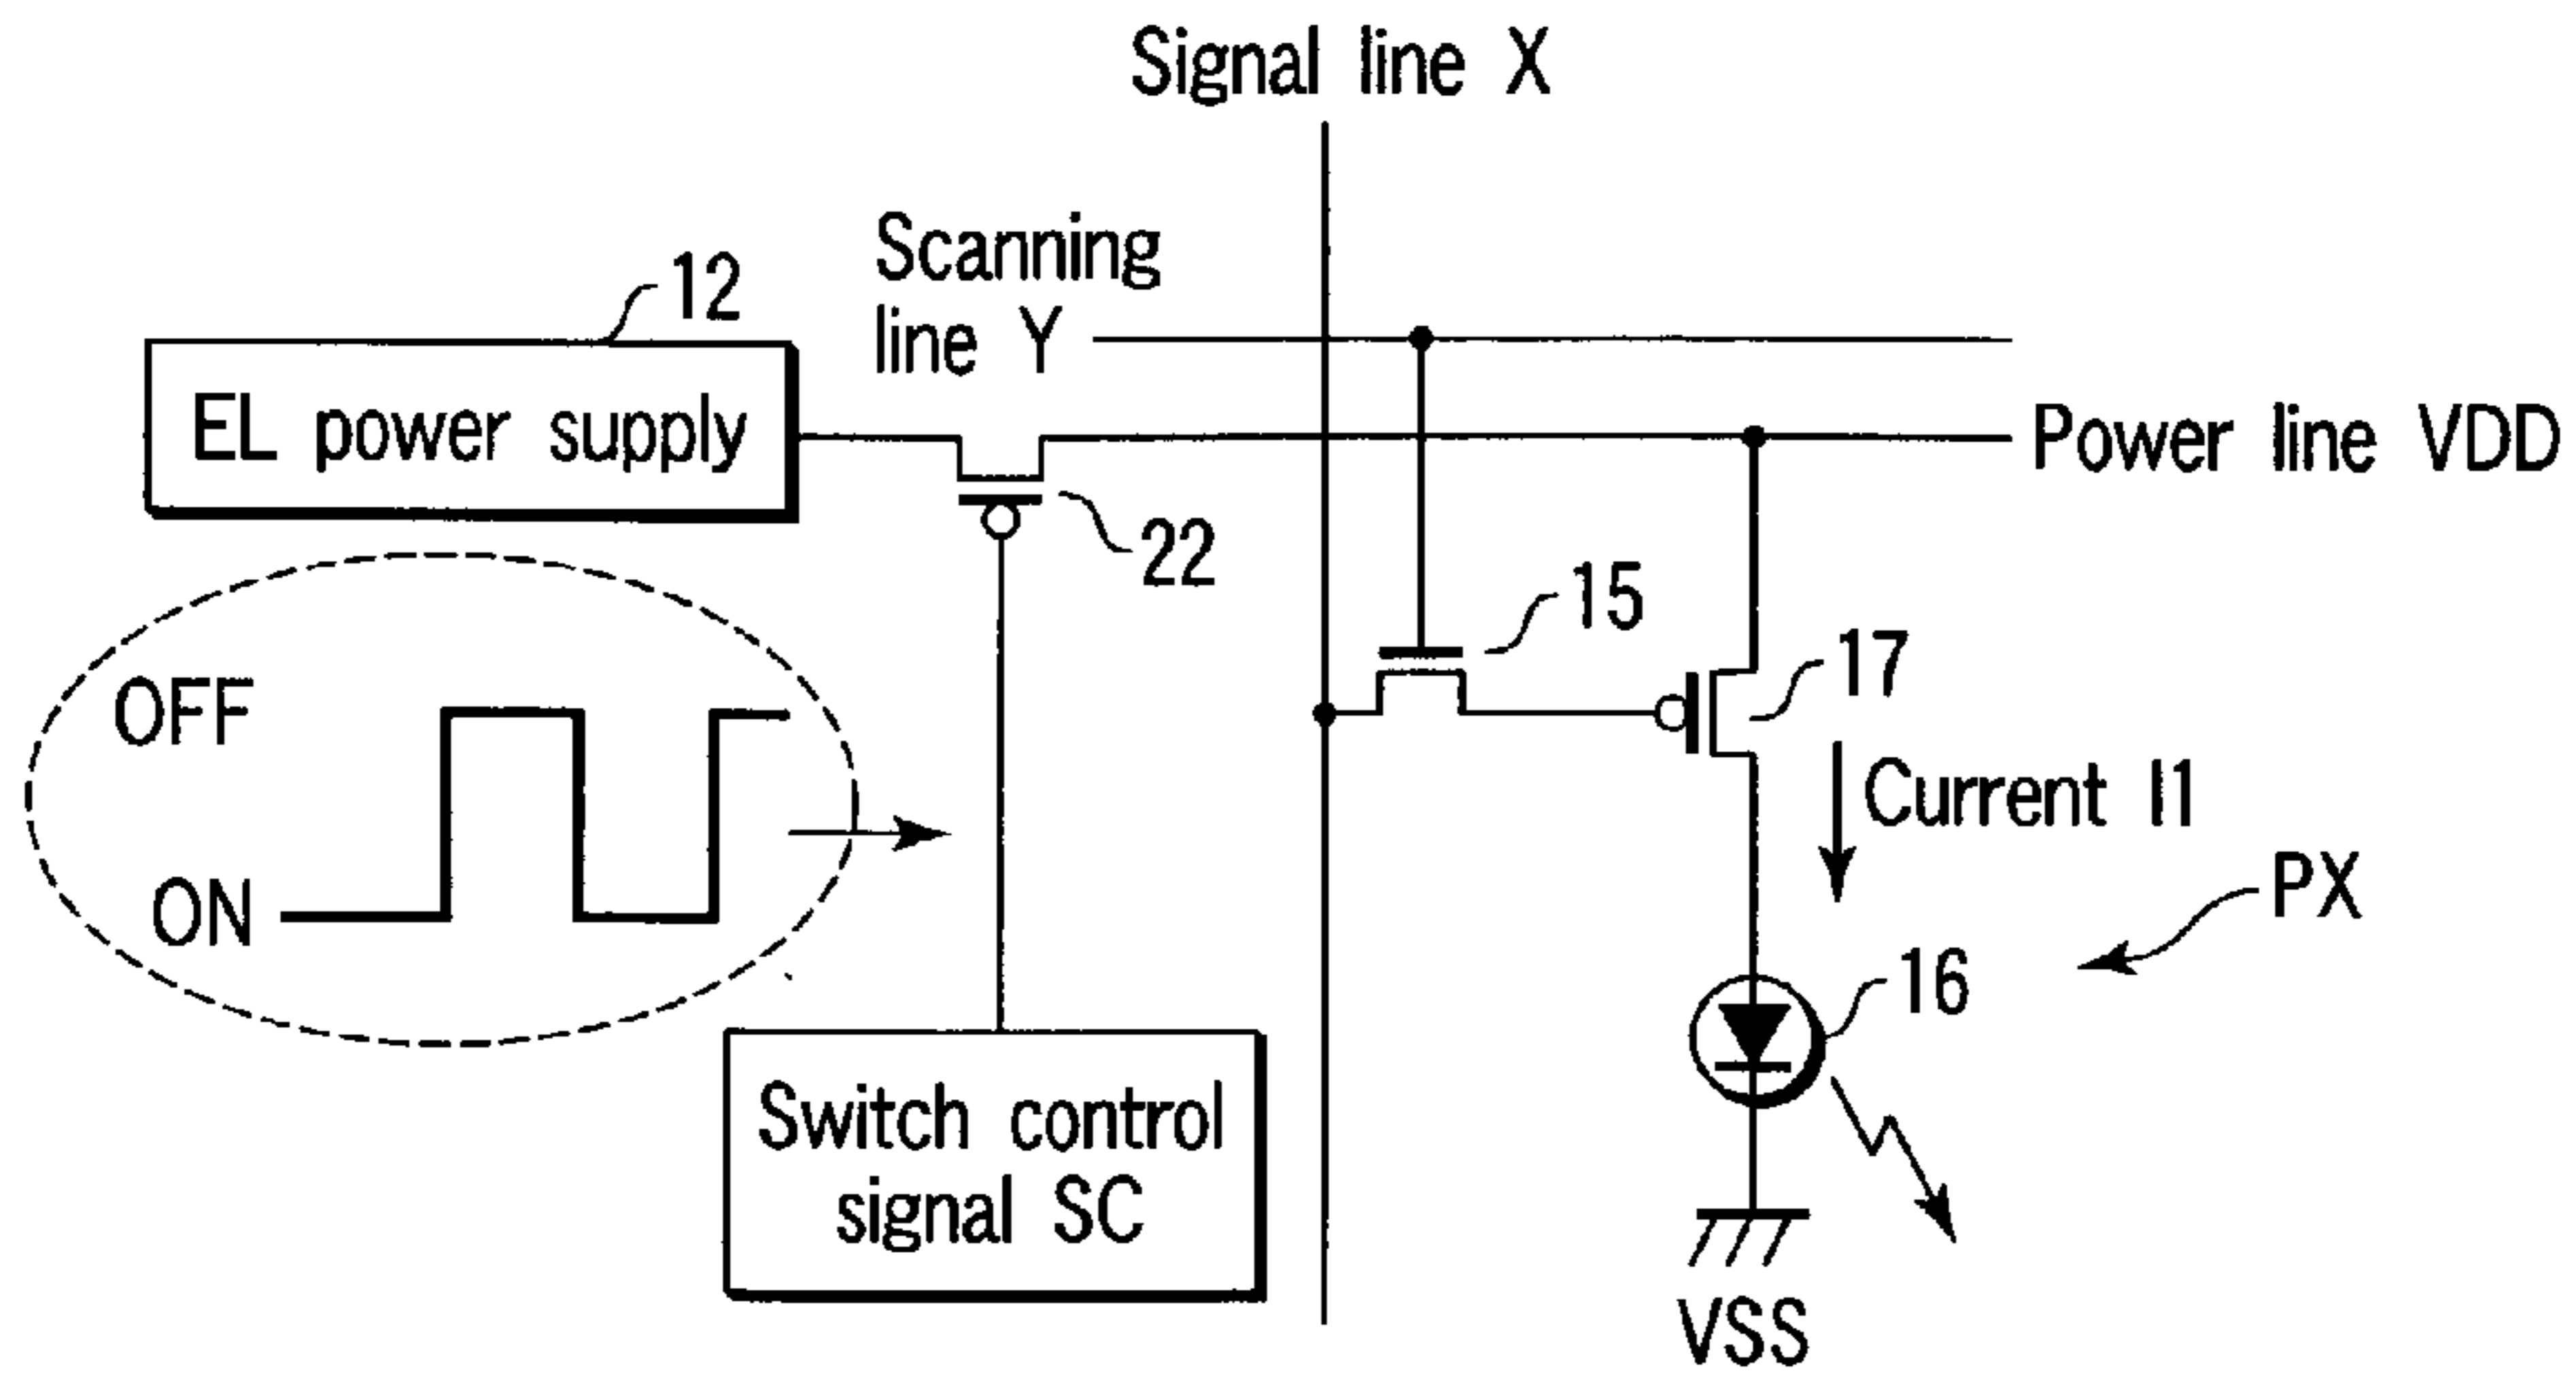 Signal line X
Scanning
line Y
12
EL power supply
Power line VDD
22
15
17
OFF
ON
Current I1
PX
16
Switch control
signal SC
VSS